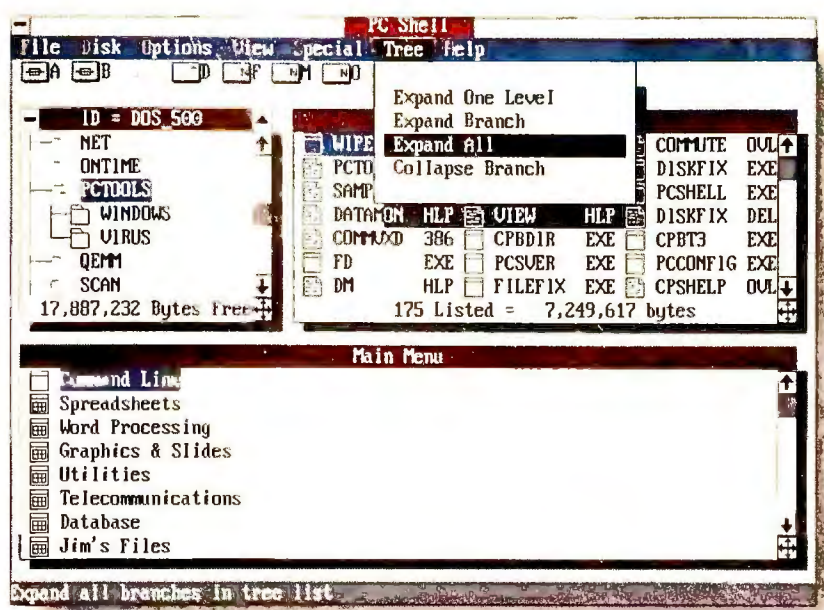 PC Shell
File Disk Options View Special Tree Help
A B D F M O
Expand One Level
Expand Branch
Expand All
Collapse Branch
ID = DOS_500
NET
ONTIME
PCTOOLS
WINDOWS
VIRUS
QEMM
SCAN
17,887,232 Bytes Free
WIPE COMMUTE OVL
PCTO DISKFIX EXE
SAMP PCSHELL EXE
DATAMON HLP VIEW HLP DISKFIX DEL
COMMUXD 386 CPBDIR EXE CPBT3 EXE
FD EXE PCSVER EXE PCCONFIG EXE
DM HLP FILEFIX EXE CPSHELP OVL
175 Listed = 7,249,617 bytes
Main Menu
Command Line
Spreadsheets
Word Processing
Graphics & Slides
Utilities
Telecommunications
Database
Jim's Files
Expand all branches in tree list